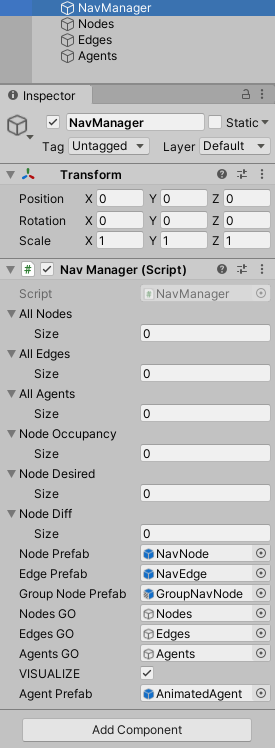 NavManager
Nodes
Edges
Agents
Inspector
NavManager Static
Tag Untagged Layer Default
Transform
Position X 0 Y 0 Z 0
Rotation X 0 Y 0 Z 0
Scale X 1 Y 1 Z 1
# Nav Manager (Script)
Script # NavManager
All Nodes
Size 0
All Edges
Size 0
All Agents
Size 0
Node Occupancy
Size 0
Node Desired
Size 0
Node Diff
Size 0
Node Prefab NavNode
Edge Prefab NavEdge
Group Node Prefab GroupNavNode
Nodes GO Nodes
Edges GO Edges
Agents GO Agents
VISUALIZE
Agent Prefab AnimatedAgent
Add Component